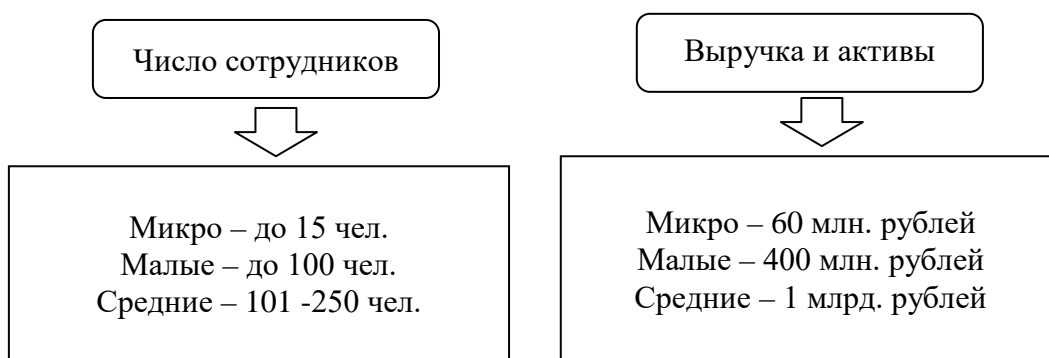 Число сотрудников
Микро – до 15 чел.
Малые – до 100 чел.
Средние – 101 -250 чел.
Выручка и активы
Микро – 60 млн. рублей
Малые – 400 млн. рублей
Средние – 1 млрд. рублей